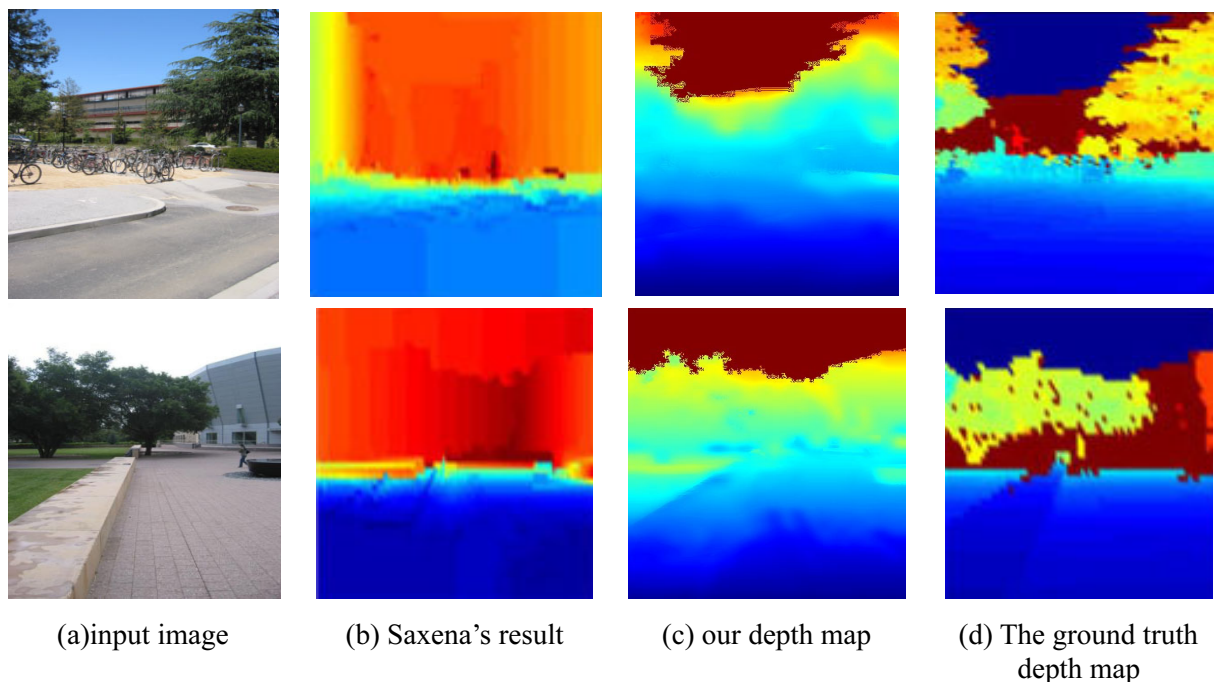 (a)input image
(b) Saxena’s result
(c) our depth map
(d) The ground truth
depth map